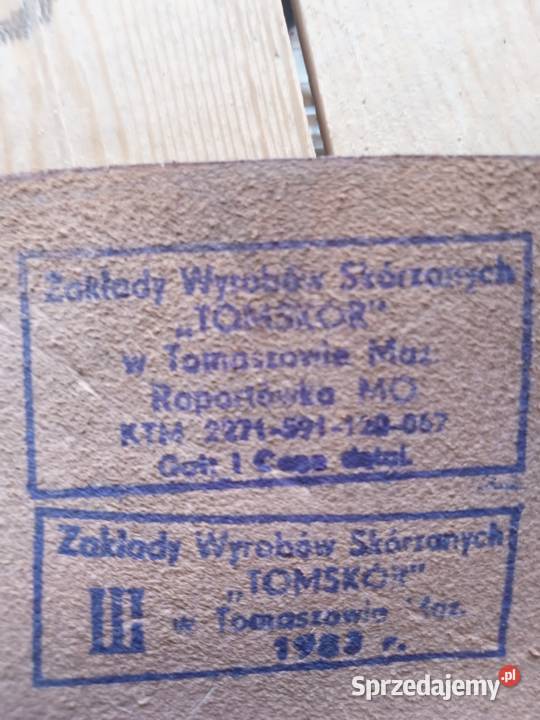 Zakłady Wyrobów Skórzanych
„TOMSKÓR"
w Tomaszowie Maz.
Raportówka MO
KTM 2271-591-120-067
Gat: I Cena detal.
Zakłady Wyrobów Skórzanych
„TOMSKÓR"
w Tomaszowie Maz.
1983 r.
Sprzedajemy.pl